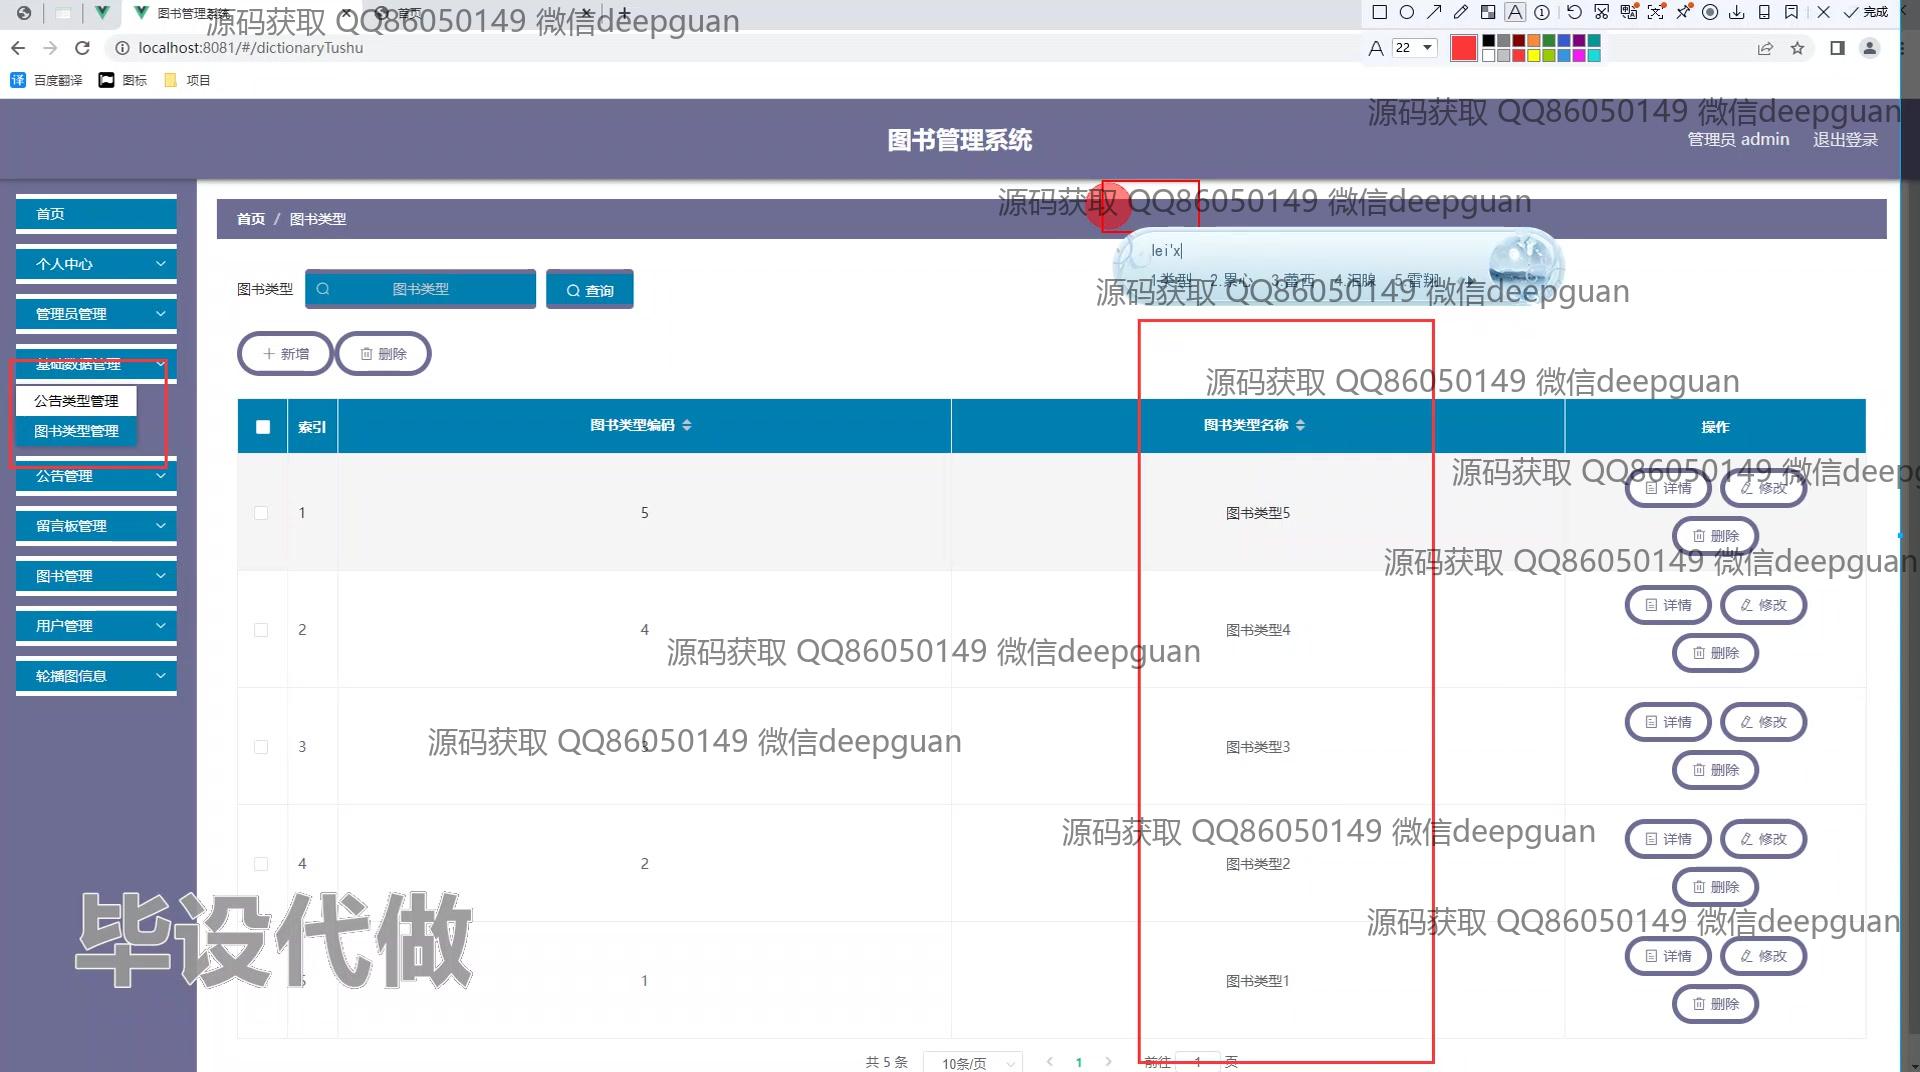 图书管理系统
首页
源码获取 QQ86050149 微信deepguan
完成
localhost:8081/#/dictionaryTushu
22
百度翻译
图标
项目
源码获取 QQ86050149 微信deepguan
图书管理系统
管理员 admin
退出登录
源码获取 QQ86050149 微信deepguan
首页
首页 / 图书类型
lei'x
个人中心
1.类型 2.累心 3.蕾西 4.泪腺 5.雷翔
图书类型
图书类型
查询
源码获取 QQ86050149 微信deepguan
管理员管理
新增
删除
基础数据管理
源码获取 QQ86050149 微信deepguan
公告类型管理
图书类型管理
索引
图书类型编码
图书类型名称
操作
公告管理
源码获取 QQ86050149 微信deepg
1
5
图书类型5
详情
修改
删除
留言板管理
源码获取 QQ86050149 微信deepguan
图书管理
2
4
图书类型4
详情
修改
删除
用户管理
源码获取 QQ86050149 微信deepguan
轮播图信息
3
3
图书类型3
详情
修改
删除
源码获取 QQ86050149 微信deepguan
源码获取 QQ86050149 微信deepguan
4
2
图书类型2
详情
修改
删除
源码获取 QQ86050149 微信deepguan
毕设代做
5
1
图书类型1
详情
修改
删除
共 5 条
10条/页
1
前往 1 页